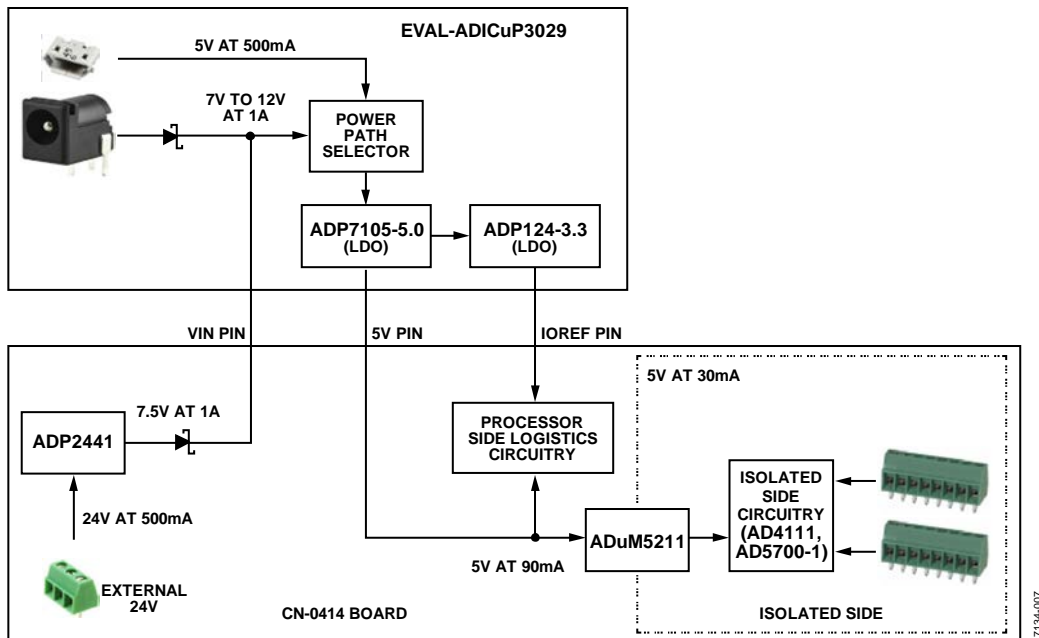 EVAL-ADICuP3029
5V AT 500mA
7V TO 12V
AT 1A
POWER
PATH
SELECTOR
ADP7105-5.0
(LDO)
ADP124-3.3
(LDO)
VIN PIN
5V PIN
IOREF PIN
5V AT 30mA
7.5V AT 1A
ADP2441
PROCESSOR
SIDE LOGISTICS
CIRCUITRY
ISOLATED
SIDE
CIRCUITRY
(AD4111,
AD5700-1)
24V AT 500mA
ADuM5211
5V AT 90mA
EXTERNAL
24V
CN-0414 BOARD
ISOLATED SIDE
7134-007